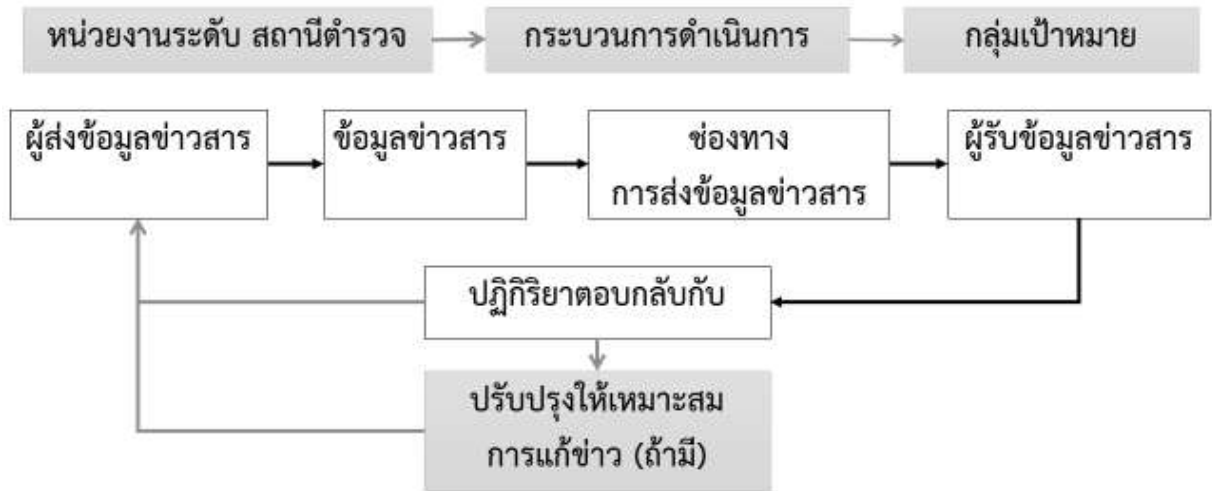 หน่วยงานระดับ สถานีตำรวจ
กระบวนการดำเนินการ
กลุ่มเป้าหมาย
ผู้ส่งข้อมูลข่าวสาร
ข้อมูลข่าวสาร
ช่องทาง
การส่งข้อมูลข่าวสาร
ผู้รับข้อมูลข่าวสาร
ปฏิกิริยาตอบกลับกับ
ปรับปรุงให้เหมาะสม
การแก้ข่าว (ถ้ามี)